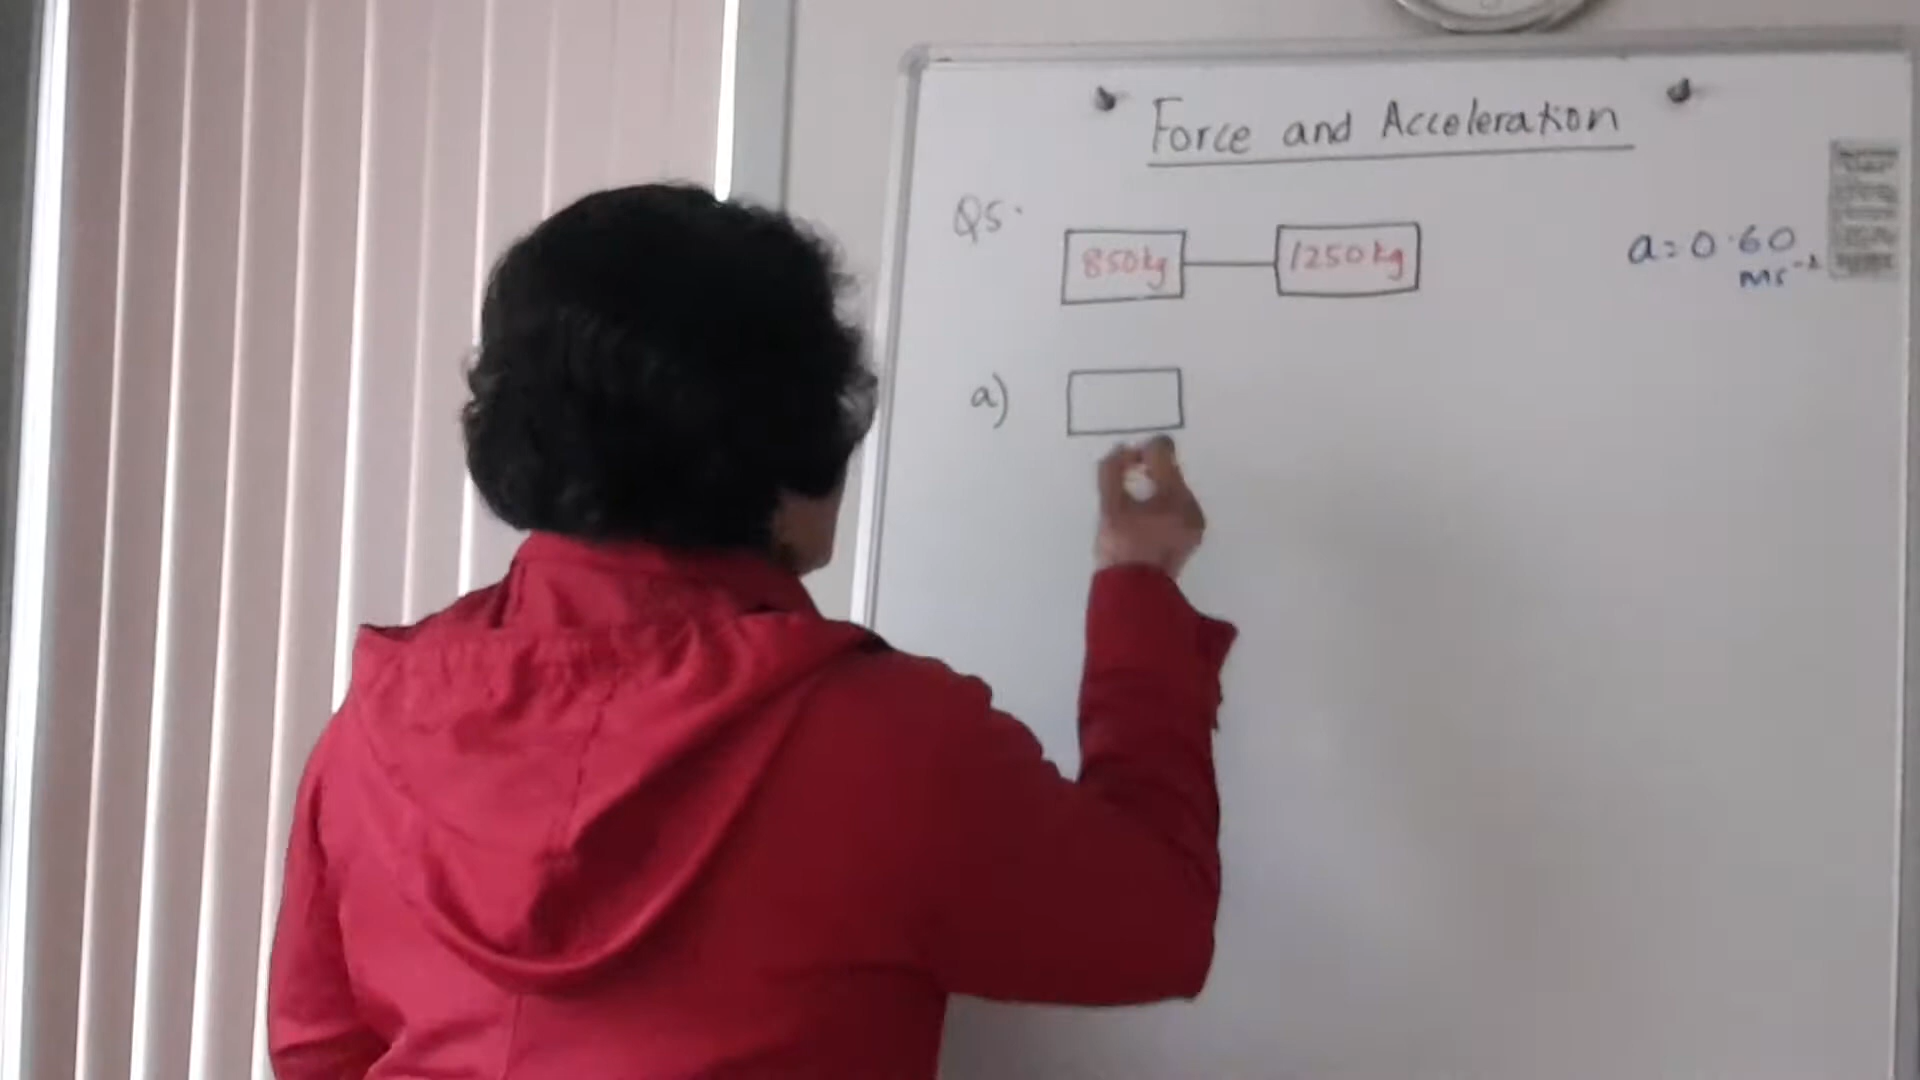 Force and Acceleration
Q5.
850kg 1250kg
a = 0.60
ms⁻²
a)